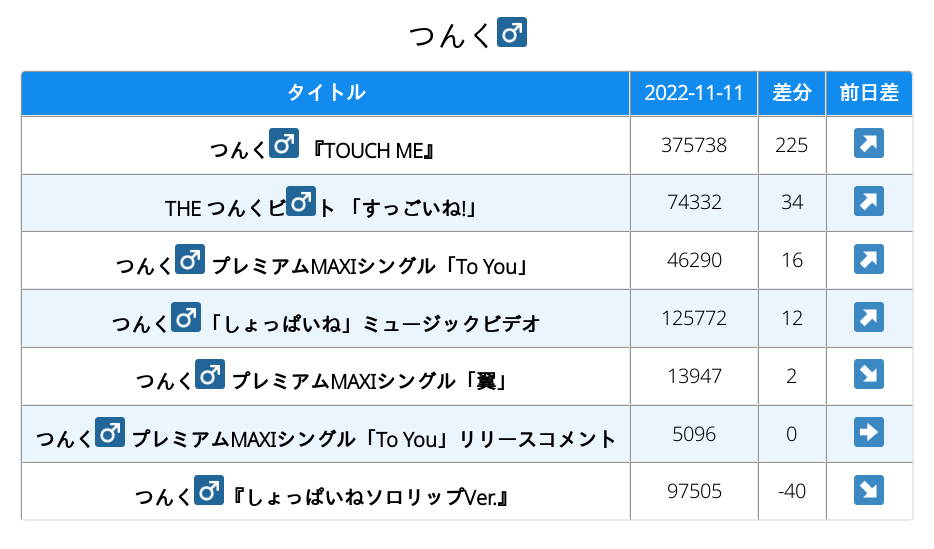 つんく♂
タイトル 2022-11-11 差分 前日差
つんく♂ 『TOUCH ME』 375738 225 ↗
THE つんくビ♂ト 「すっごいね!」 74332 34 ↗
つんく♂ プレミアムMAXIシングル「To You」 46290 16 ↗
つんく♂「しょっぱいね」ミュージックビデオ 125772 12 ↗
つんく♂ プレミアムMAXIシングル「翼」 13947 2 ↘
つんく♂ プレミアムMAXIシングル「To You」リリースコメント 5096 0 ➡
つんく♂『しょっぱいねソロリップVer.』 97505 -40 ↘